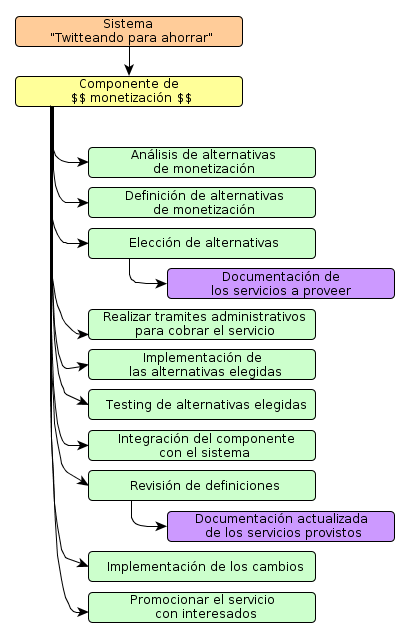 Sistema
"Twitteando para ahorrar"
Componente de
$$ monetización $$
Análisis de alternativas
de monetización
Definición de alternativas
de monetización
Elección de alternativas
Documentación de
los servicios a proveer
Realizar tramites administrativos
para cobrar el servicio
Implementación de
las alternativas elegidas
Testing de alternativas elegidas
Integración del componente
con el sistema
Revisión de definiciones
Documentación actualizada
de los servicios provistos
Implementación de los cambios
Promocionar el servicio
con interesados